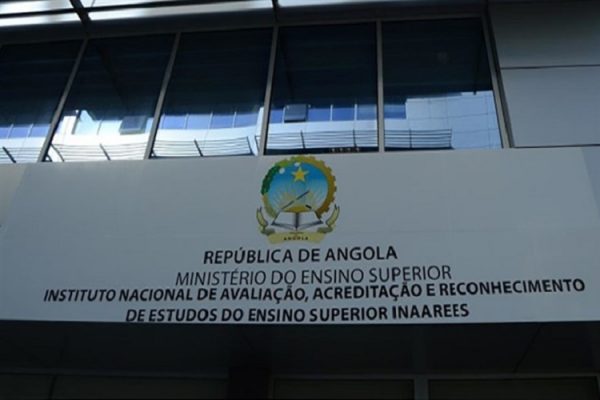 ANGOLA
REPÚBLICA DE ANGOLA
MINISTÉRIO DO ENSINO SUPERIOR
INSTITUTO NACIONAL DE AVALIAÇÃO, ACREDITAÇÃO E RECONHECIMENTO
DE ESTUDOS DO ENSINO SUPERIOR INAAREES